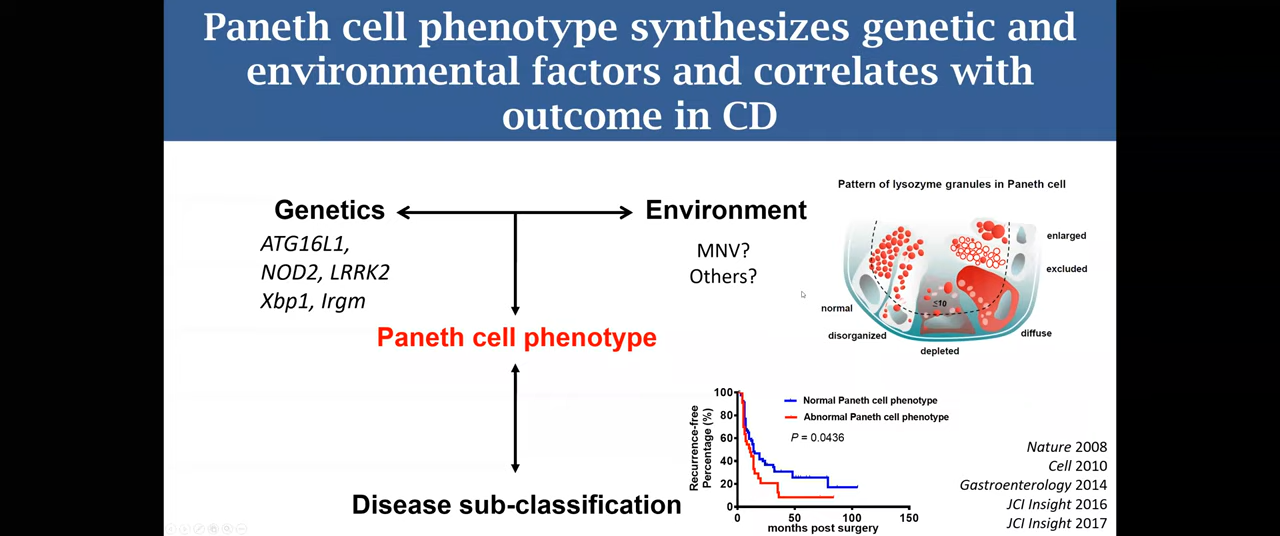 Paneth cell phenotype synthesizes genetic and
environmental factors and correlates with
outcome in CD
Genetics
Environment
ATG16L1,
NOD2, LRRK2
Xbp1, Irgm
MNV?
Others?
Paneth cell phenotype
Disease sub-classification
Pattern of lysozyme granules in Paneth cell
enlarged
excluded
normal
≤10
disorganized
diffuse
depleted
Recurrence-free
Percentage (%)
100
80
60
40
20
0
0
50
100
150
months post surgery
Normal Paneth cell phenotype
Abnormal Paneth cell phenotype
P = 0.0436
Nature 2008
Cell 2010
Gastroenterology 2014
JCI Insight 2016
JCI Insight 2017